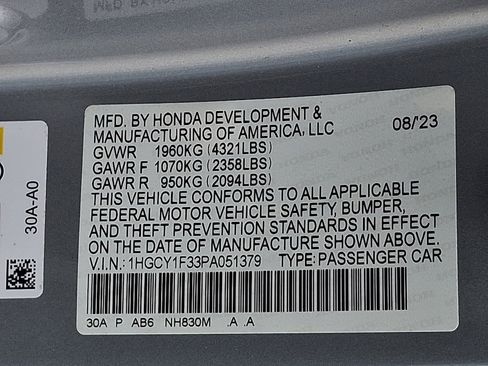 MFD. BY HONDA DEVELOPMENT &
MANUFACTURING OF AMERICA, LLC 08/23
GVWR 1960KG (4321LBS)
GAWR F 1070KG (2358LBS)
GAWR R 950KG (2094LBS)
THIS VEHICLE CONFORMS TO ALL APPLICABLE
FEDERAL MOTOR VEHICLE SAFETY, BUMPER,
AND THEFT PREVENTION STANDARDS IN EFFECT
ON THE DATE OF MANUFACTURE SHOWN ABOVE.
V.I.N.: 1HGCY1F33PA051379 TYPE: PASSENGER CAR
30A P AB6 NH830M .A .A
30A-A0